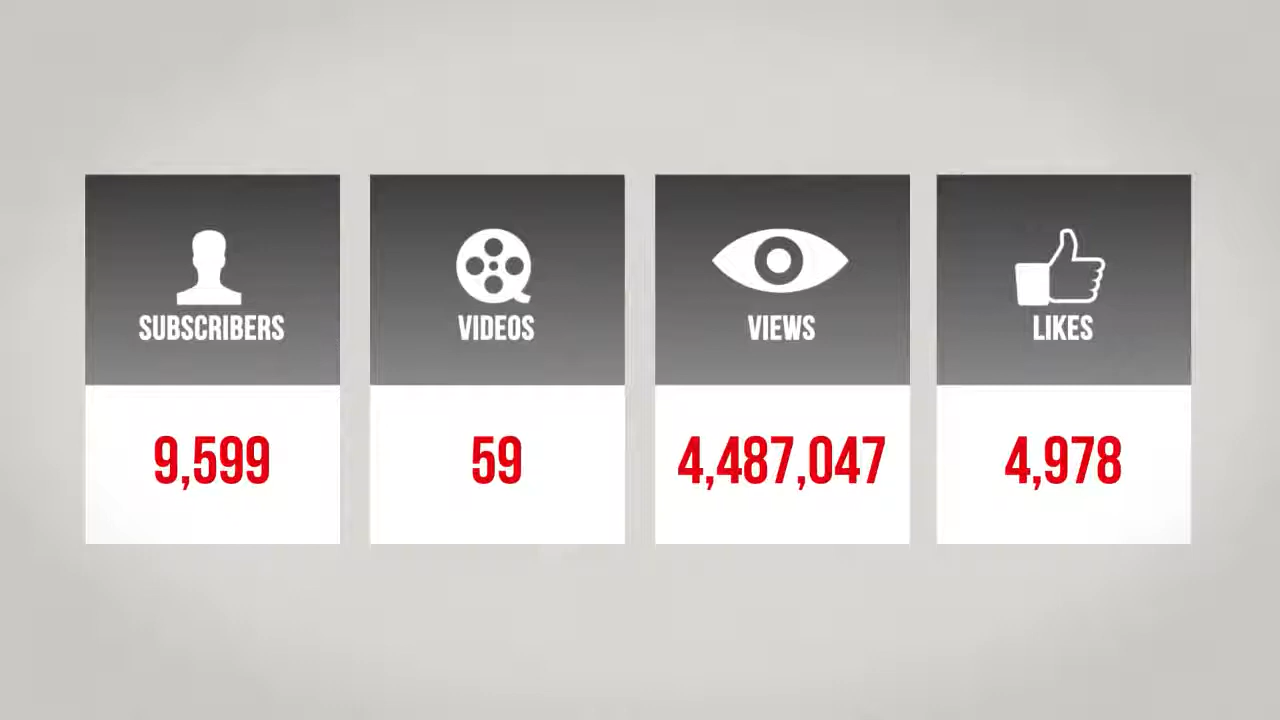 SUBSCRIBERS
9,599
VIDEOS
59
VIEWS
4,487,047
LIKES
4,978